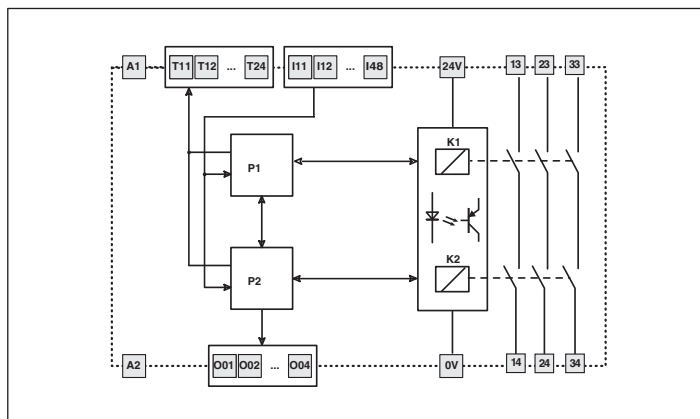 A1 T11 T12 ... T24 I11 I12 ... I48 24V 13 23 33
P1
K1
P2
K2
A2 O01 O02 ... O04 0V 14 24 34